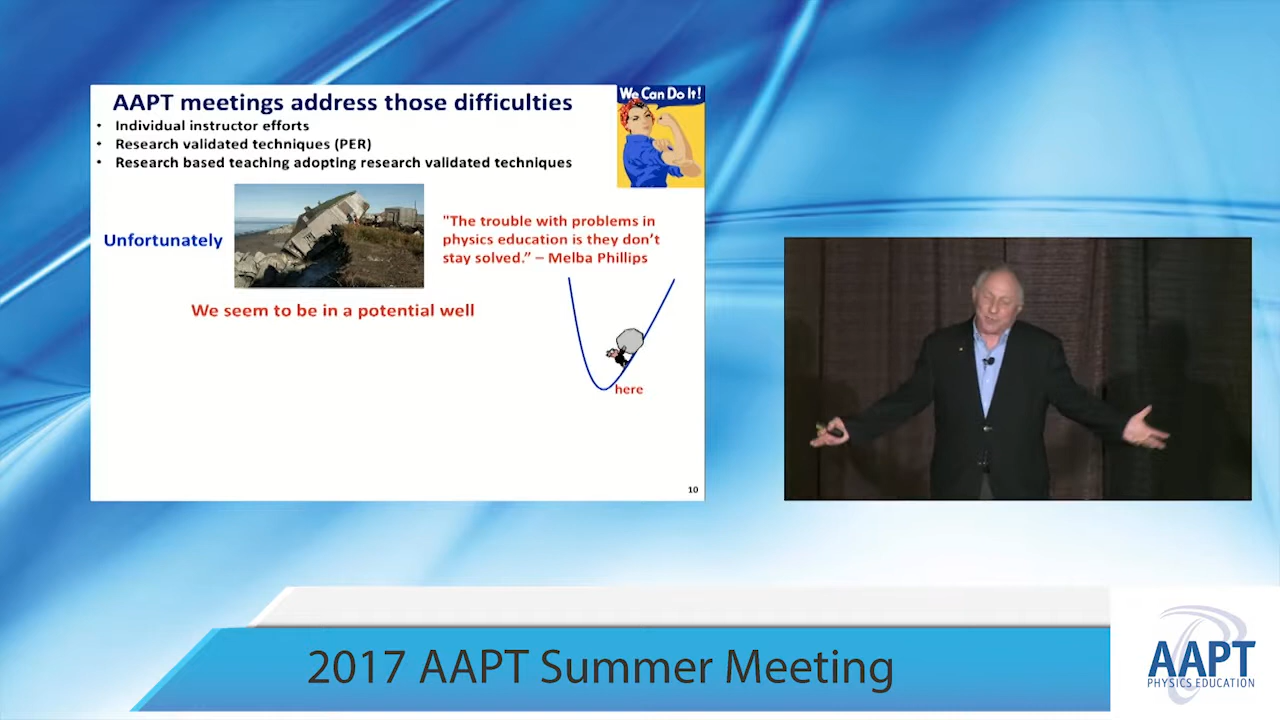 AAPT meetings address those difficulties
We Can Do It!
• Individual instructor efforts
• Research validated techniques (PER)
• Research based teaching adopting research validated techniques
Unfortunately
"The trouble with problems in
physics education is they don't
stay solved." – Melba Phillips
We seem to be in a potential well
here
10
2017 AAPT Summer Meeting
AAPT
PHYSICS EDUCATION